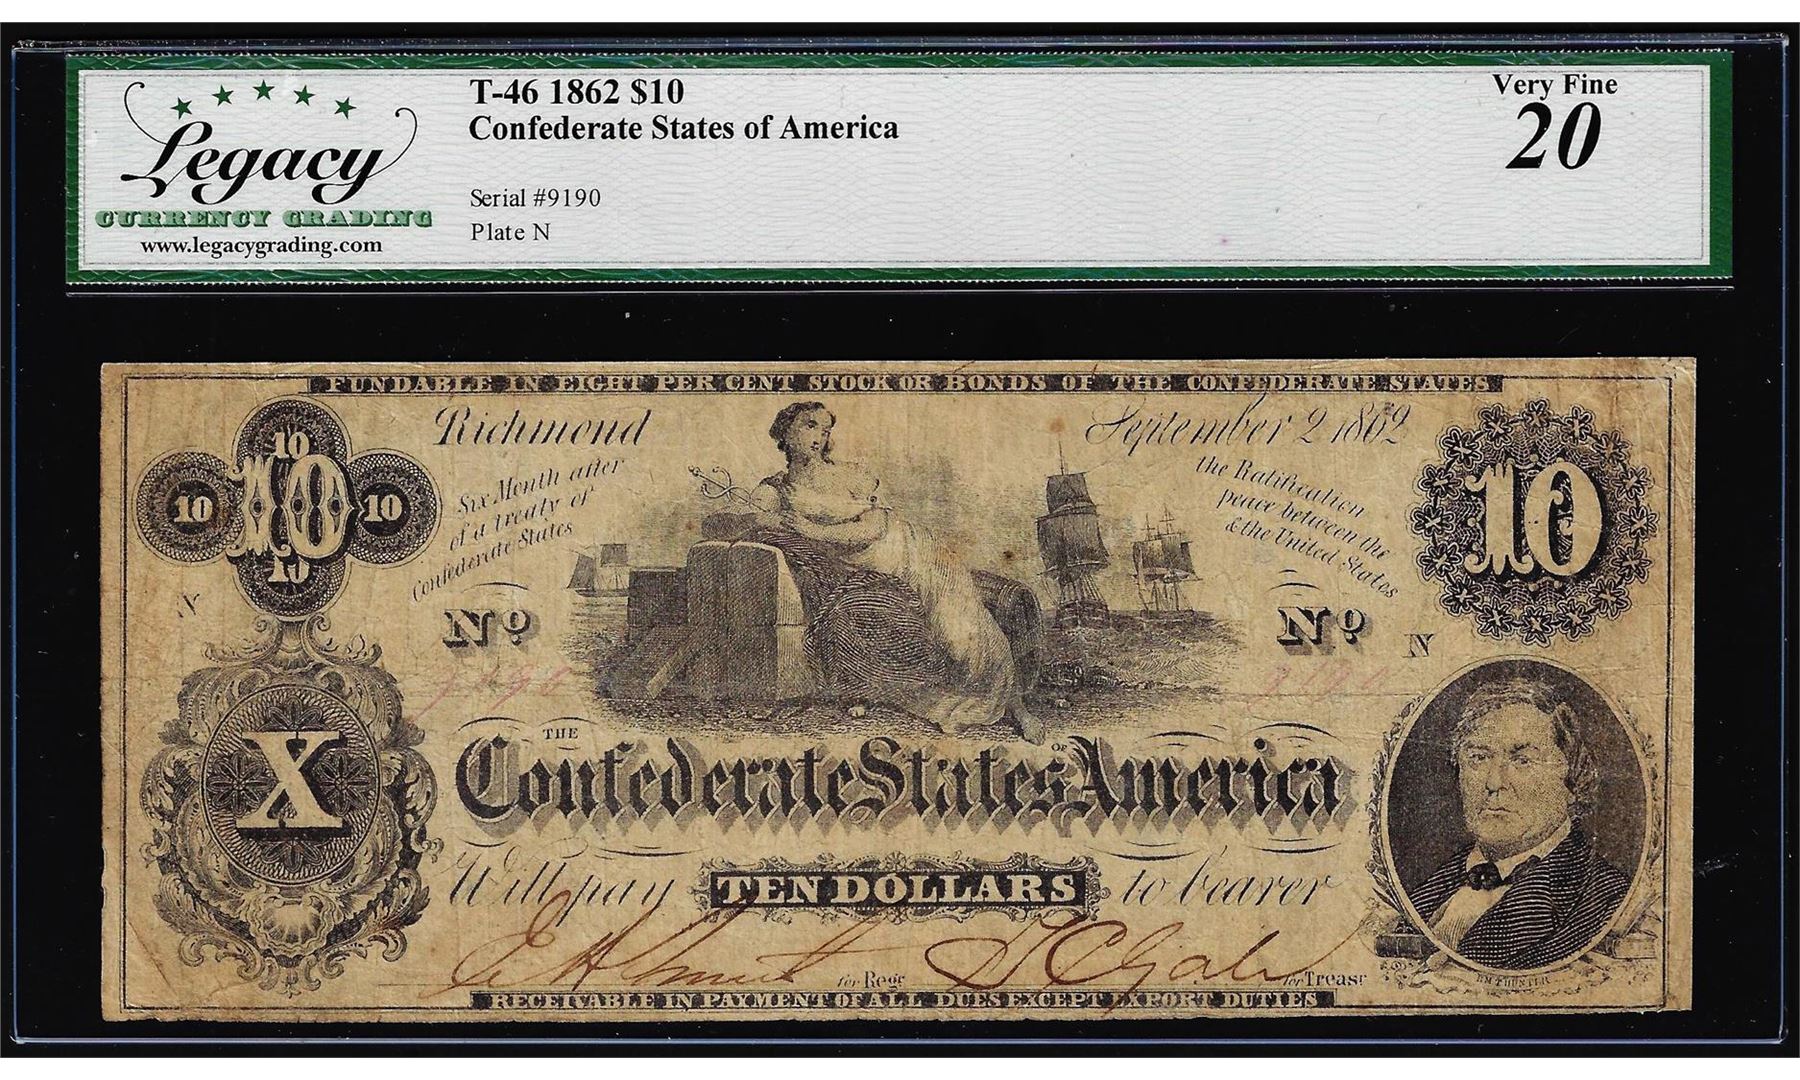 Legacy
CURRENCY GRADING
www.legacygrading.com
T-46 1862 $10
Confederate States of America
Serial #9190
Plate N
Very Fine
20
FUNDABLE IN EIGHT PER CENT STOCK OR BONDS OF THE CONFEDERATE STATES
Richmond
September 2 1862
10
10
10
10
10
10
Six Month after
of a treaty of
Confederate States
the Ratification
peace between the
& the United States
N
No
No
N
9190
X
THE
Confederate States OF America
Will pay TEN DOLLARS to bearer
for Regr
for Treasr
RECEIVABLE IN PAYMENT OF ALL DUES EXCEPT EXPORT DUTIES